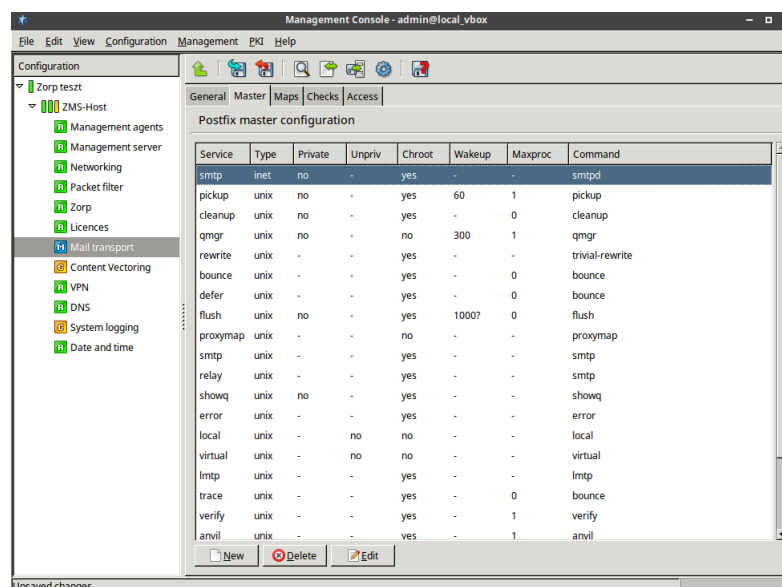 Management Console - admin@local_vbox
File Edit View Configuration Management PKI Help
Configuration
Zorp teszt
ZMS-Host
R Management agents
R Management server
R Networking
R Packet filter
R Zorp
R Licences
M Mail transport
C Content Vectoring
R VPN
R DNS
C System logging
R Date and time
General Master Maps Checks Access
Postfix master configuration
Service Type Private Unpriv Chroot Wakeup Maxproc Command
smtp inet no - yes - - smtpd
pickup unix no - yes 60 1 pickup
cleanup unix no - yes - 0 cleanup
qmgr unix no - no 300 1 qmgr
rewrite unix - - yes - - trivial-rewrite
bounce unix - - yes - 0 bounce
defer unix - - yes - 0 bounce
flush unix no - yes 1000? 0 flush
proxymap unix - - no - - proxymap
smtp unix - - yes - - smtp
relay unix - - yes - - smtp
showq unix no - yes - - showq
error unix - - yes - - error
local unix - no no - - local
virtual unix - no no - - virtual
lmtp unix - - yes - - lmtp
trace unix - - yes - 0 bounce
verify unix - - yes - 1 verify
anvil unix - - yes - 1 anvil
New Delete Edit
Unsaved changes